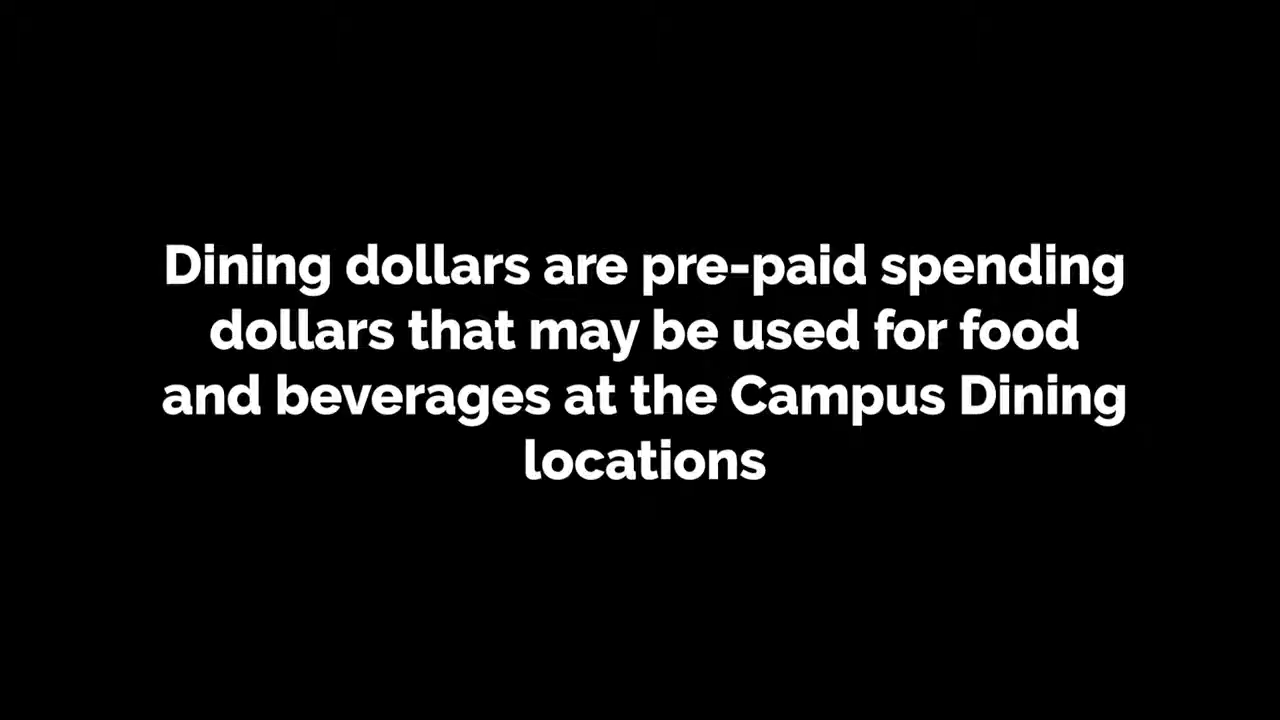 Dining dollars are pre-paid spending
dollars that may be used for food
and beverages at the Campus Dining
locations